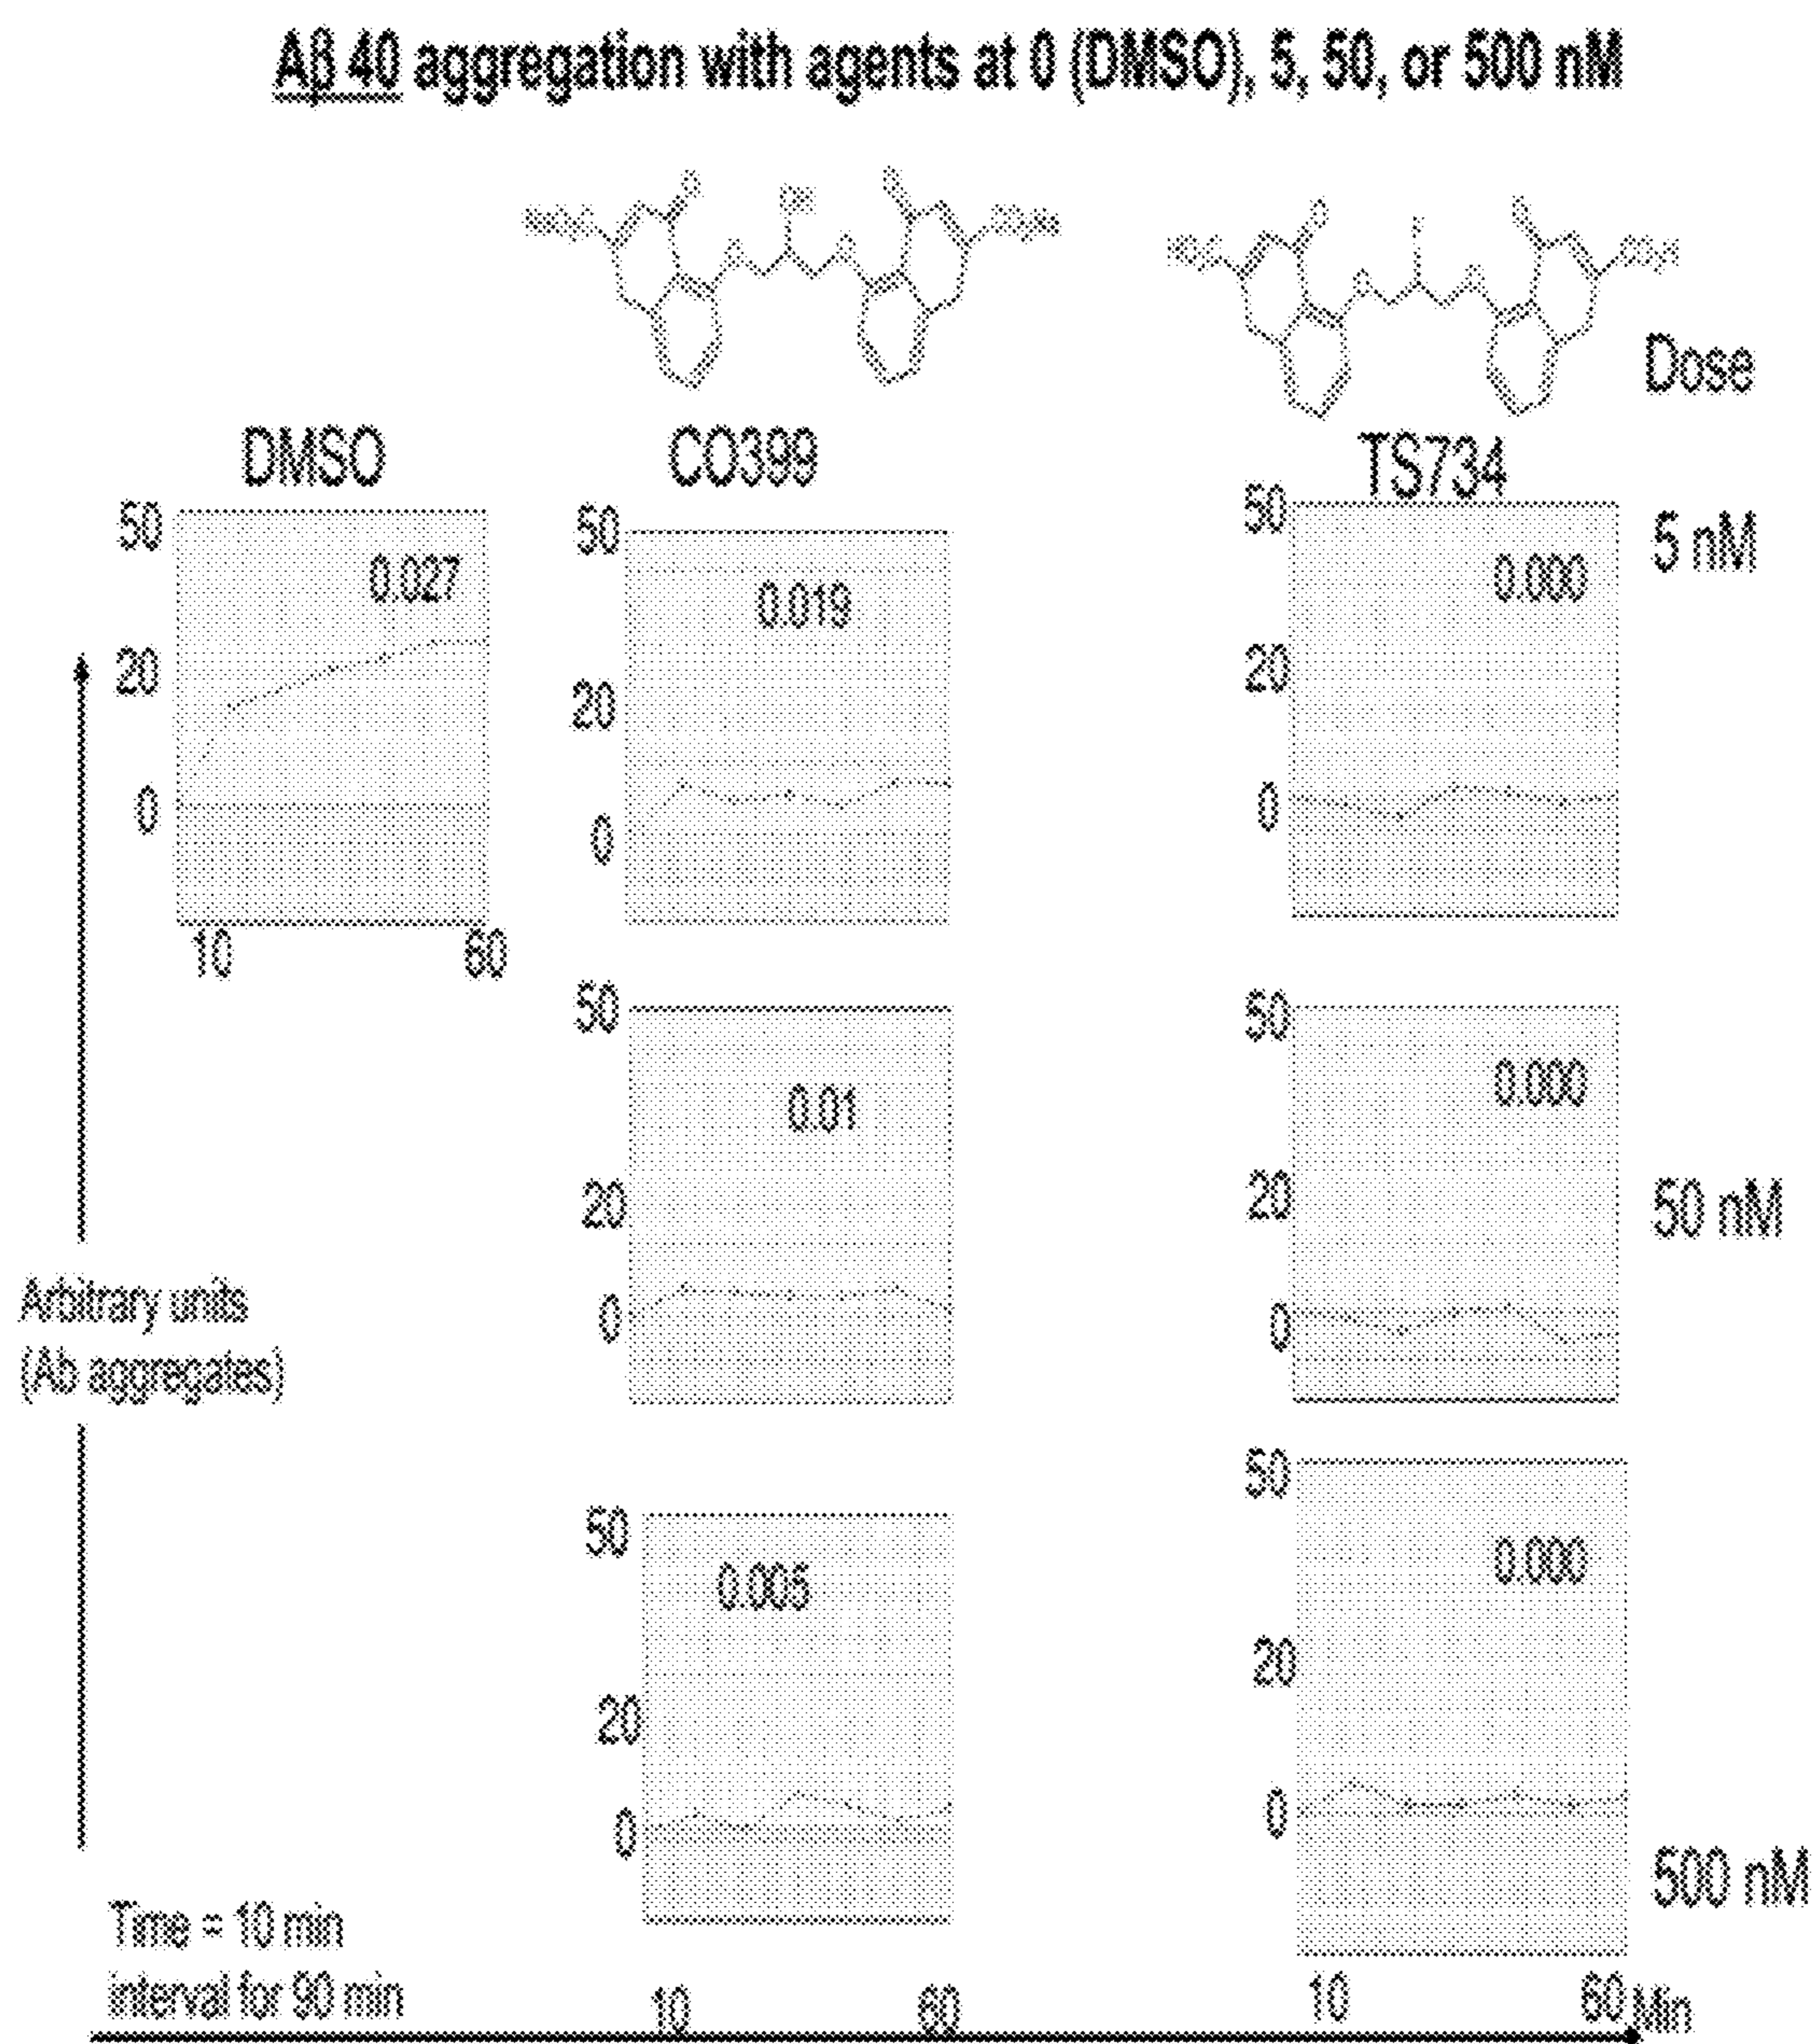 Aβ 40 aggregation with agents at 0 (DMSO), 5, 50, or 500 nM
O
OH
O
O
O
O
F
O
HO₂C
O
O
CO₂H
Dose
DMSO
CO399
TS734
50
0.027
20
0
10
60
50
0.019
20
0
50
0.000
20
0
5 nM
50
0.01
20
0
50
0.000
20
0
50 nM
Arbitrary units
(Ab aggregates)
50
0.005
20
0
50
0.000
20
0
500 nM
Time = 10 min
interval for 90 min
10
60
10
60
Min